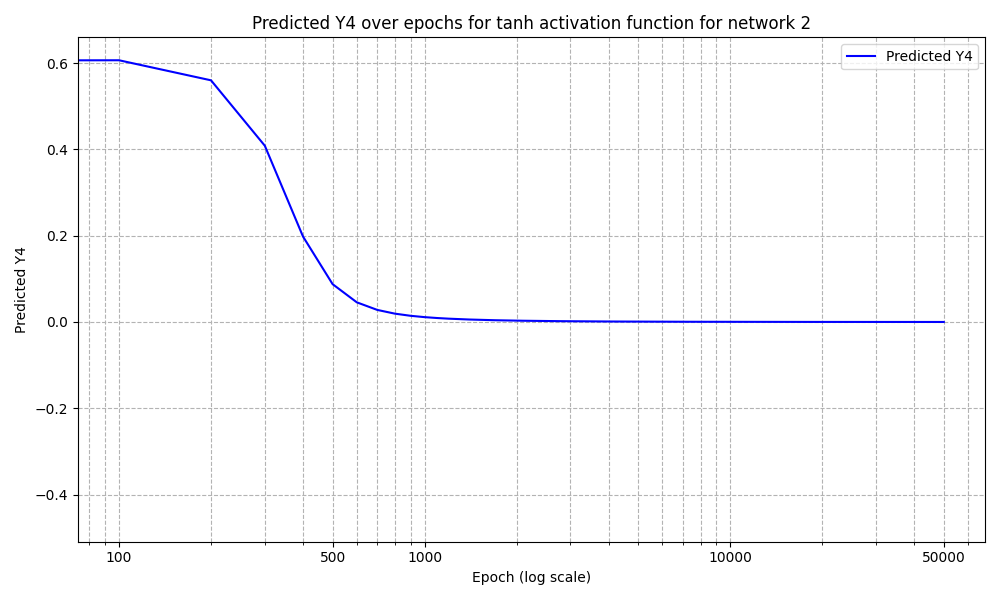 Predicted Y4 over epochs for tanh activation function for network 2
Predicted Y4
0.6
0.4
0.2
0.0
−0.2
−0.4
Predicted Y4
100
500
1000
10000
50000
Epoch (log scale)